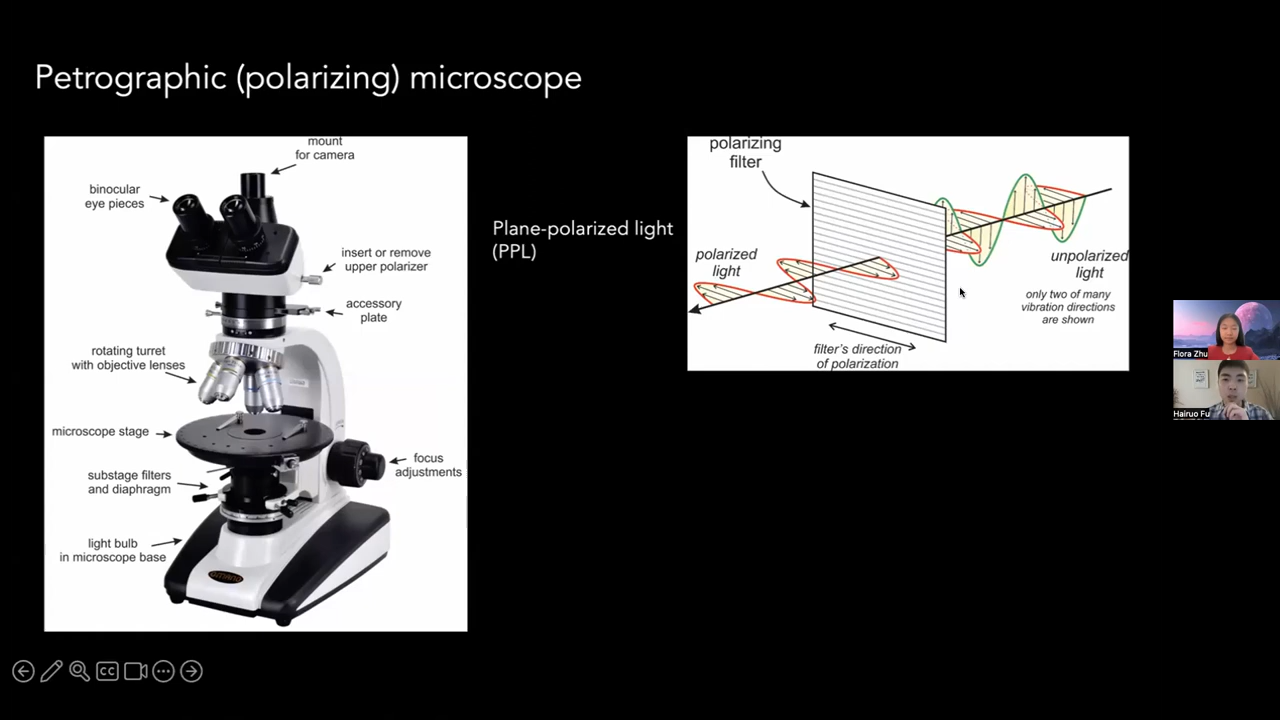 Petrographic (polarizing) microscope
mount
for camera
binocular
eye pieces
insert or remove
upper polarizer
accessory
plate
rotating turret
with objective lenses
microscope stage
substage filters
and diaphragm
focus
adjustments
light bulb
in microscope base
Plane-polarized light
(PPL)
polarizing
filter
polarized
light
unpolarized
light
only two of many
vibration directions
are shown
filter's direction
of polarization
Flora Zhu
Hairuo Fu
CC